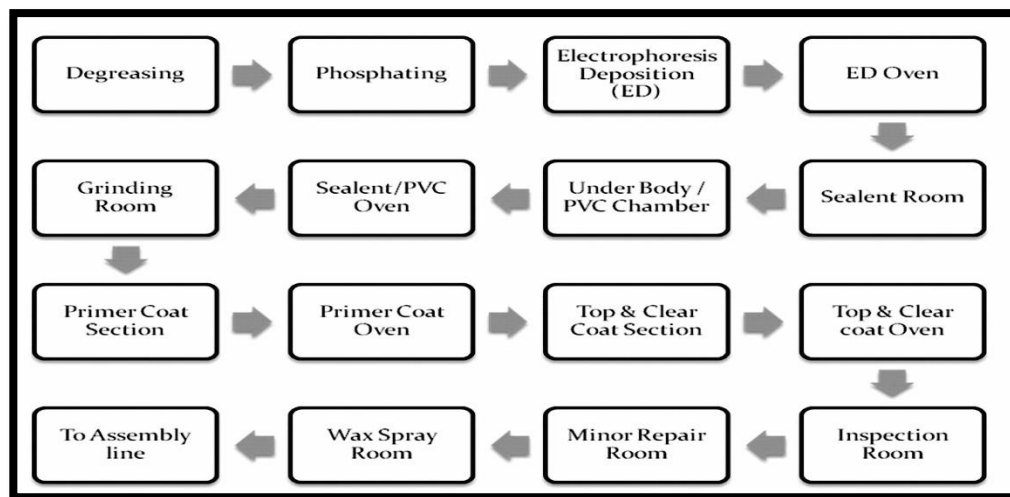 Degreasing
Phosphating
Electrophoresis
Deposition
(ED)
ED Oven
Sealent Room
Under Body /
PVC Chamber
Sealent/PVC
Oven
Grinding
Room
Primer Coat
Section
Primer Coat
Oven
Top & Clear
Coat Section
Top & Clear
coat Oven
Inspection
Room
Minor Repair
Room
Wax Spray
Room
To Assembly
line